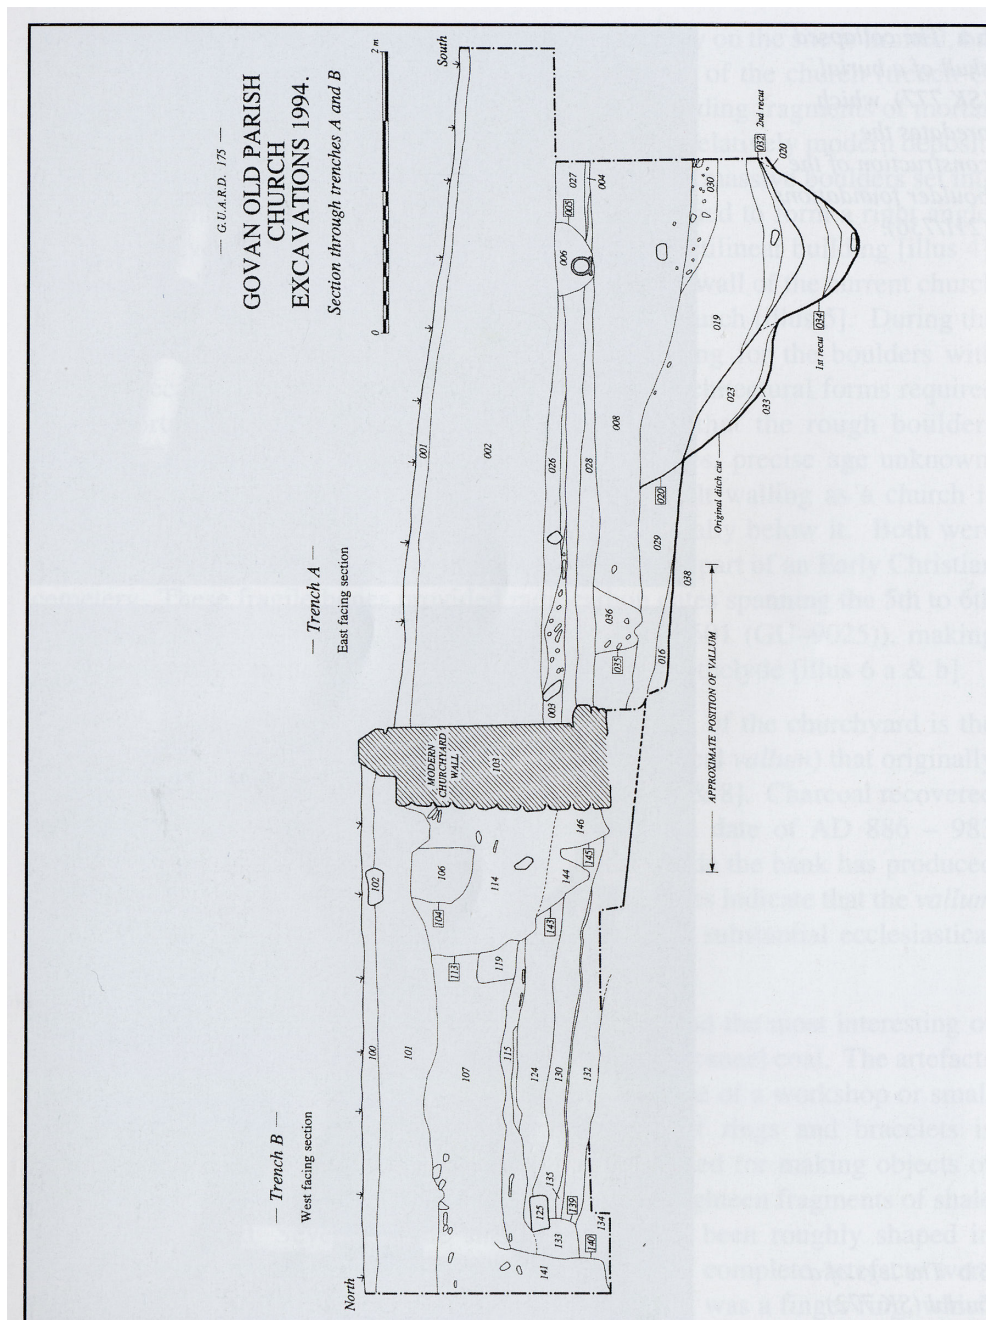 — G.U.A.R.D. 175 —
GOVAN OLD PARISH
CHURCH
EXCAVATIONS 1994.
Section through trenches A and B
0
2 m
— Trench A —
East facing section
South
001
002
026
028
008
003
006
005
027
004
030
032 2nd recut
020
019
1st recut 034
023
033
Original ditch cut
020
029
038
036
035
016
APPROXIMATE POSITION OF VALLUM
MODERN
CHURCHYARD
WALL
103
— Trench B —
West facing section
North
100
101
102
106
104
114
146
145
144
143
113
119
107
115
124
130
132
135
125
139
133
134
140
141